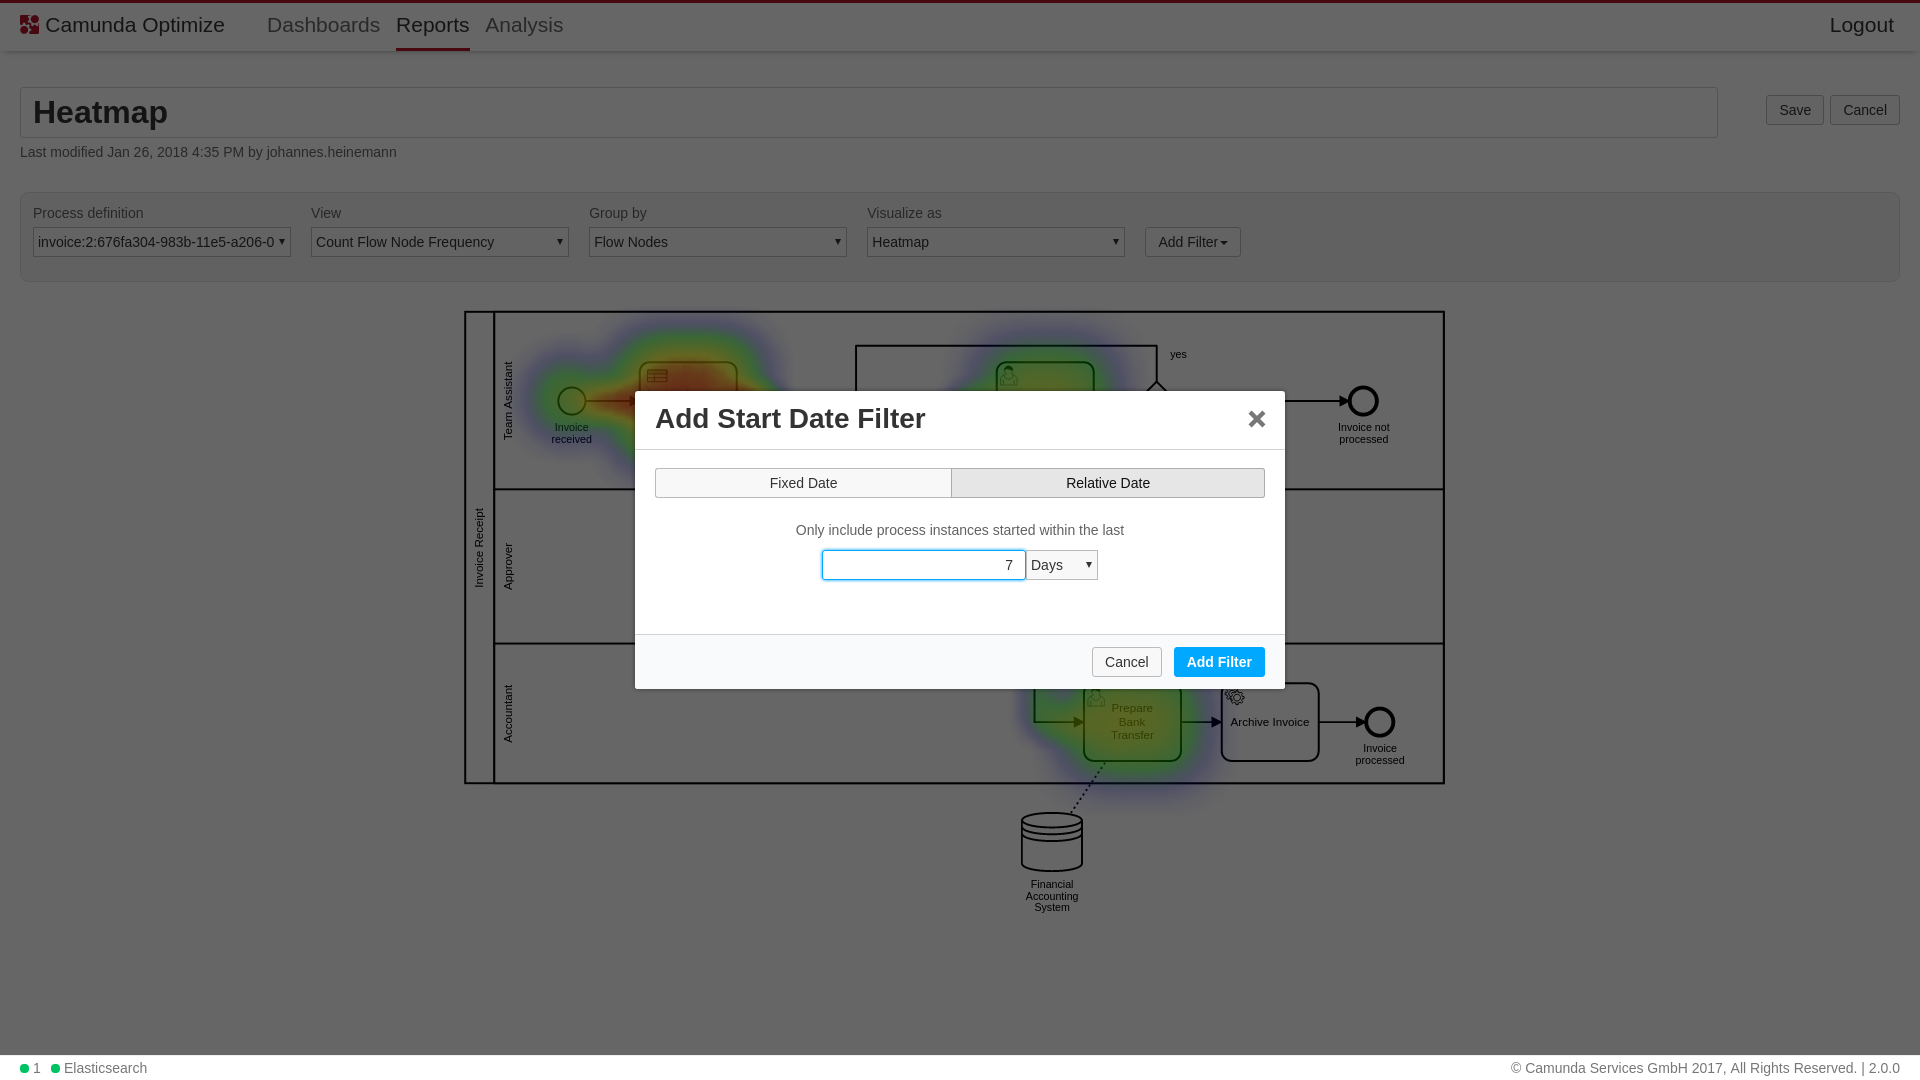 Camunda Optimize
Dashboards
Reports
Analysis
Logout
Heatmap
Save
Cancel
Last modified Jan 26, 2018 4:35 PM by johannes.heinemann
Process definition
View
Group by
Visualize as
invoice:2:676fa304-983b-11e5-a206-0
Count Flow Node Frequency
Flow Nodes
Heatmap
Add Filter
yes
Team Assistant
Invoice
received
Invoice not
processed
Add Start Date Filter
Fixed Date
Relative Date
Only include process instances started within the last
7
Days
Cancel
Add Filter
Invoice Receipt
Approver
Accountant
Prepare
Bank
Transfer
Archive Invoice
Invoice
processed
Financial
Accounting
System
1
Elasticsearch
© Camunda Services GmbH 2017, All Rights Reserved. | 2.0.0